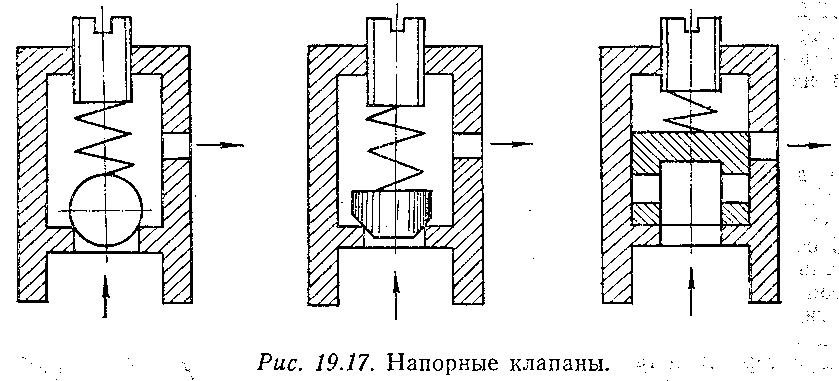 Рис. 19.17. Напорные клапаны.